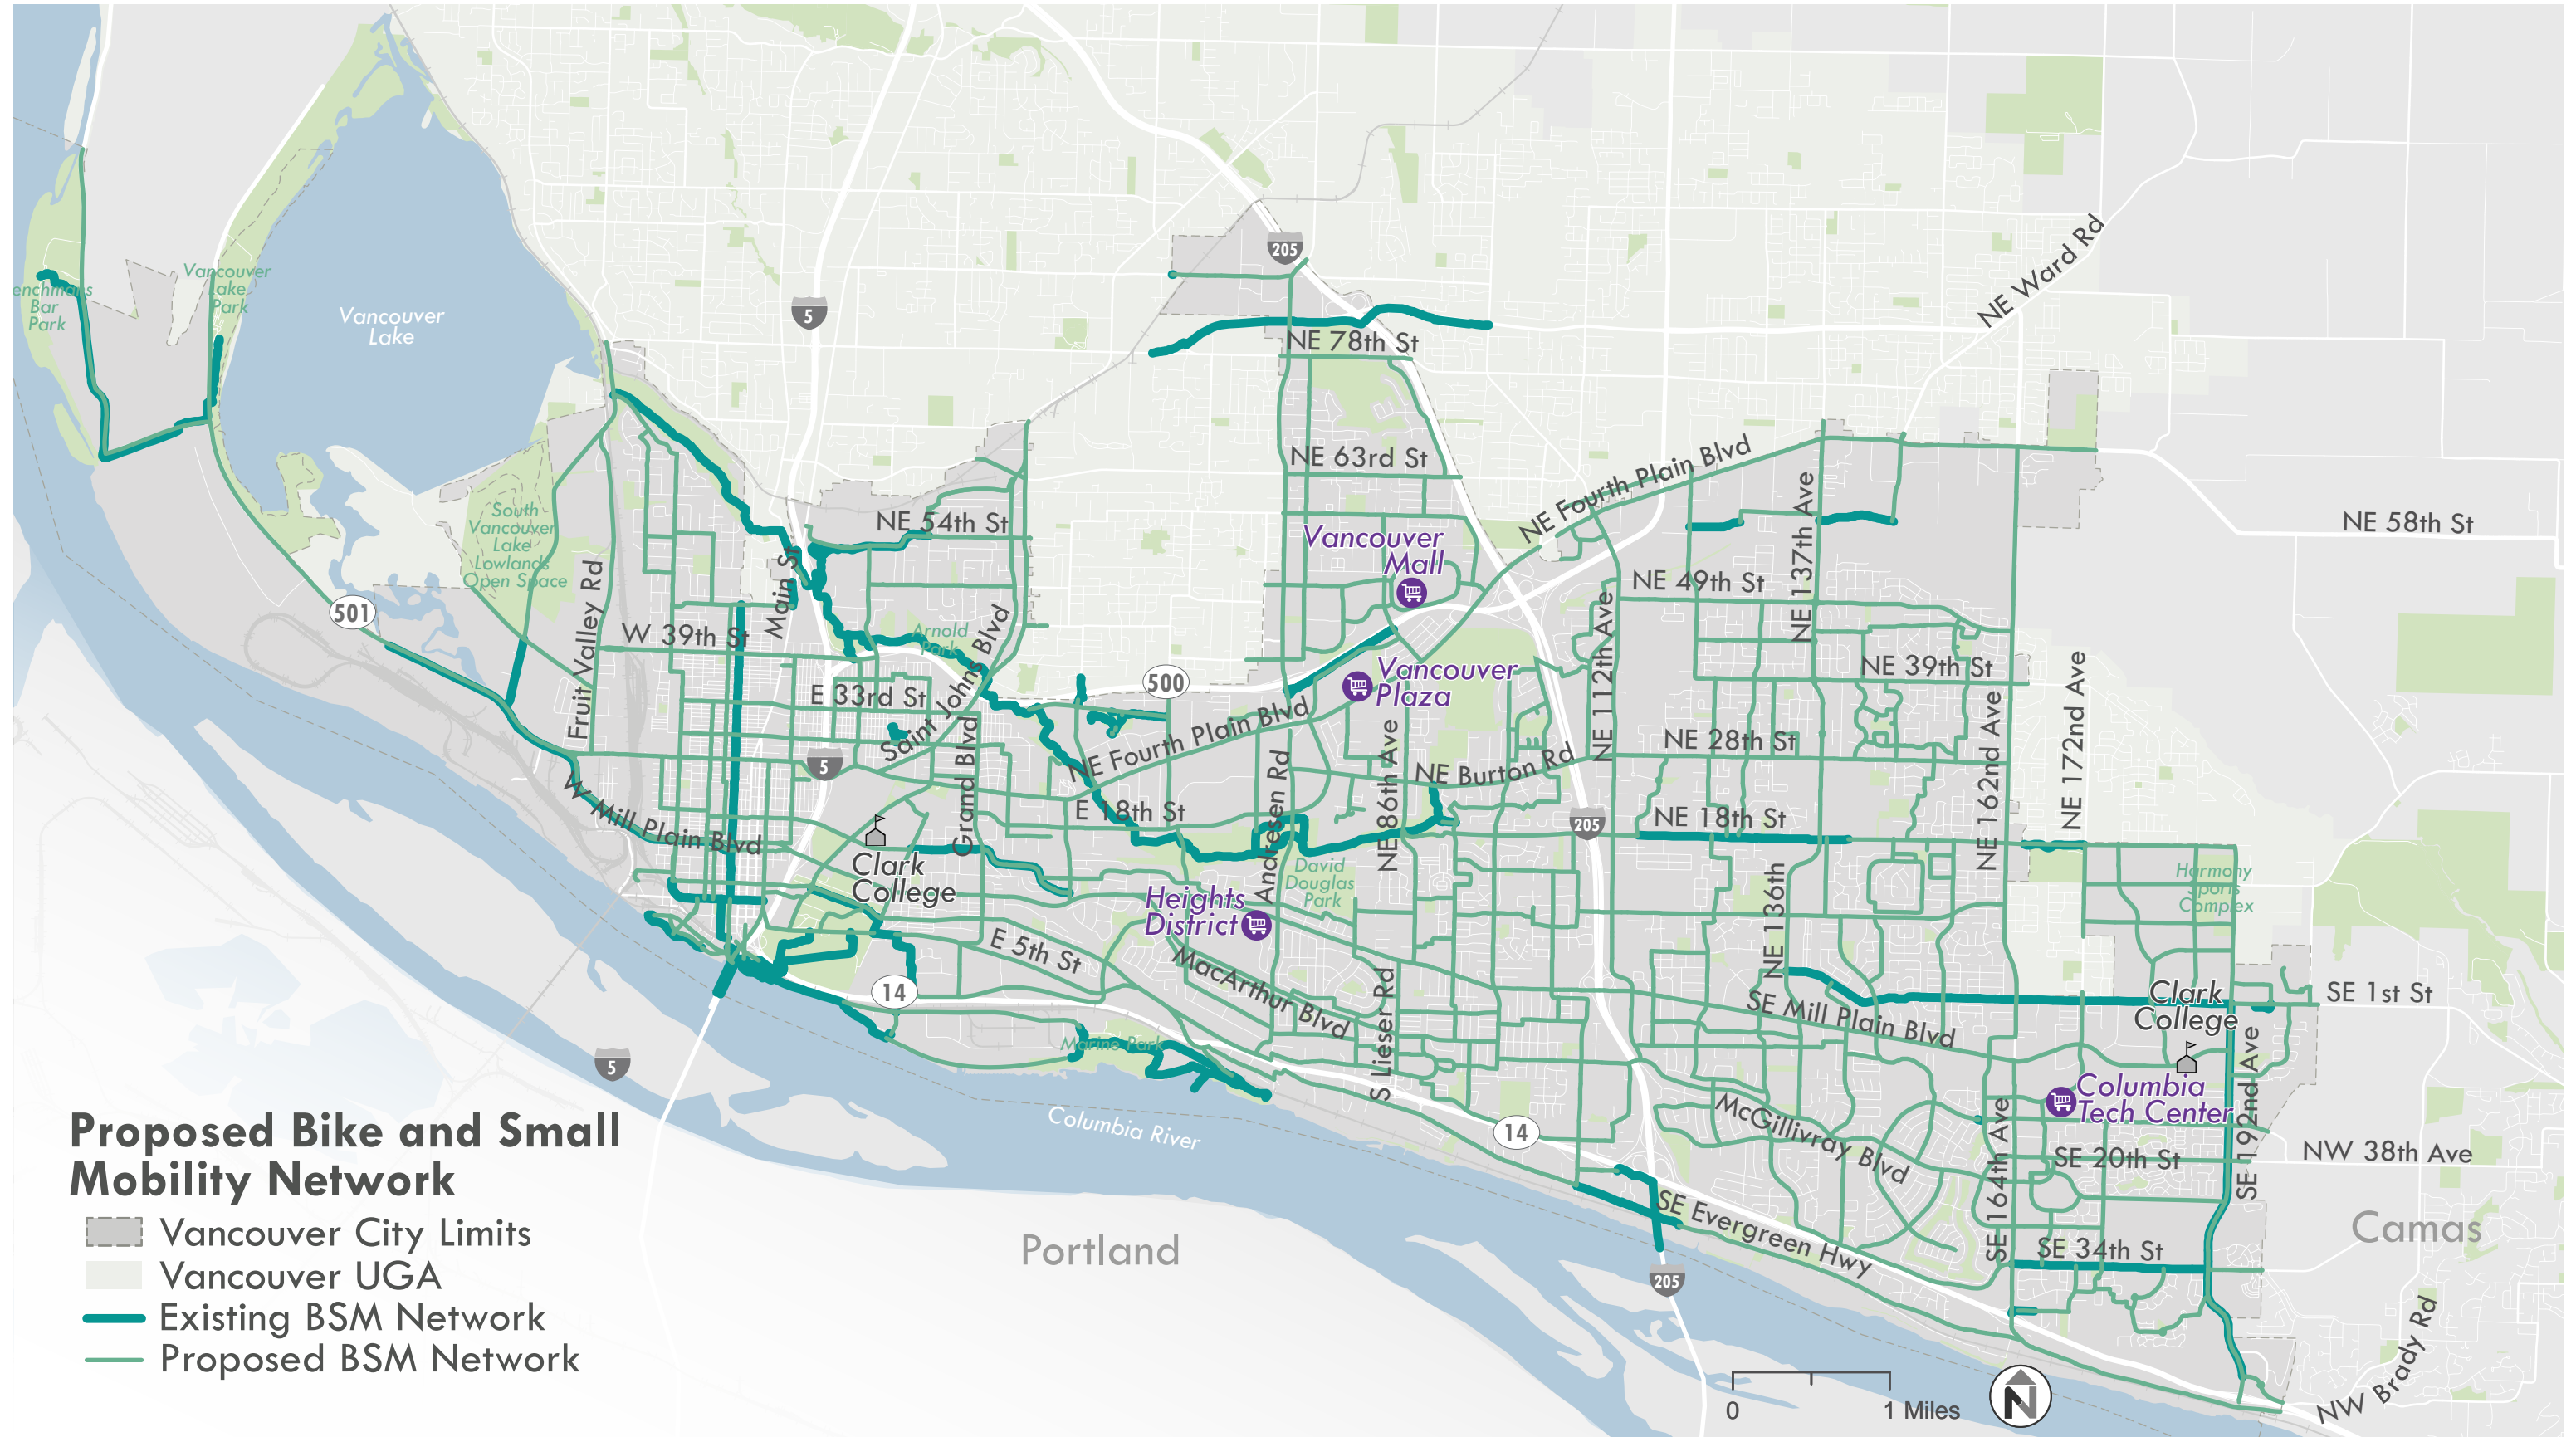 205
NE Ward Rd
Vancouver
Lake
Park
enchmans
Bar
Park
Vancouver
Lake
5
NE 78th St
NE 63rd St
NE Fourth Plain Blvd
NE 137th Ave
NE 58th St
South
Vancouver
Lake
Lowlands
Open Space
NE 54th St
Vancouver
Mall
Main St
NE 49th St
501
Fruit Valley Rd
W 39th St
Arnold
Park
Saint Johns Blvd
NE 112th Ave
NE 39th St
NE 172nd Ave
500
Vancouver
Plaza
E 33rd St
NE Fourth Plain Blvd
NE 86th Ave
NE 28th St
NE 162nd Ave
5
Grand Blvd
Andresen Rd
NE Burton Rd
W Mill Plain Blvd
E 18th St
205
NE 18th St
Clark
College
David
Douglas
Park
NE 136th
Harmony
Sports
Complex
Heights
District
E 5th St
MacArthur Blvd
S Lieser Rd
14
SE Mill Plain Blvd
Clark
College
SE 1st St
Marine Park
5
SE 192nd Ave
Columbia
Tech Center
Columbia River
14
McGillivray Blvd
SE 164th Ave
SE 20th St
NW 38th Ave
SE Evergreen Hwy
SE 34th St
Camas
Portland
205
NW Brady Rd
Proposed Bike and Small
Mobility Network
Vancouver City Limits
Vancouver UGA
Existing BSM Network
Proposed BSM Network
0 1 Miles
N